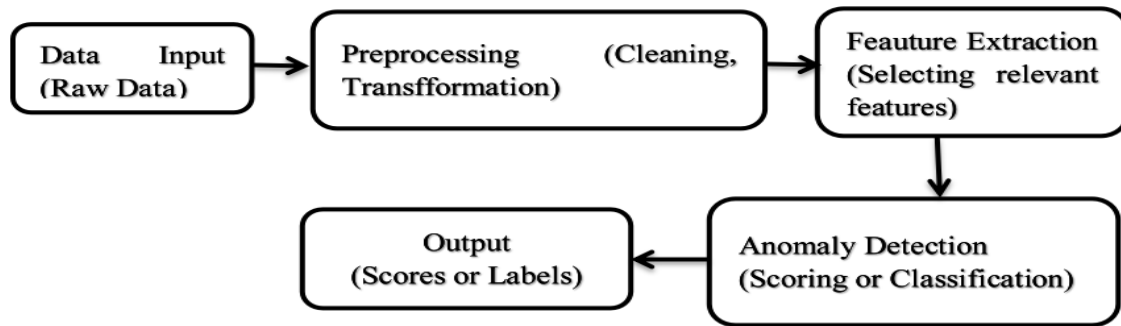 Data Input
(Raw Data)
Preprocessing (Cleaning,
Transfformation)
Feauture Extraction
(Selecting relevant
features)
Anomaly Detection
(Scoring or Classification)
Output
(Scores or Labels)